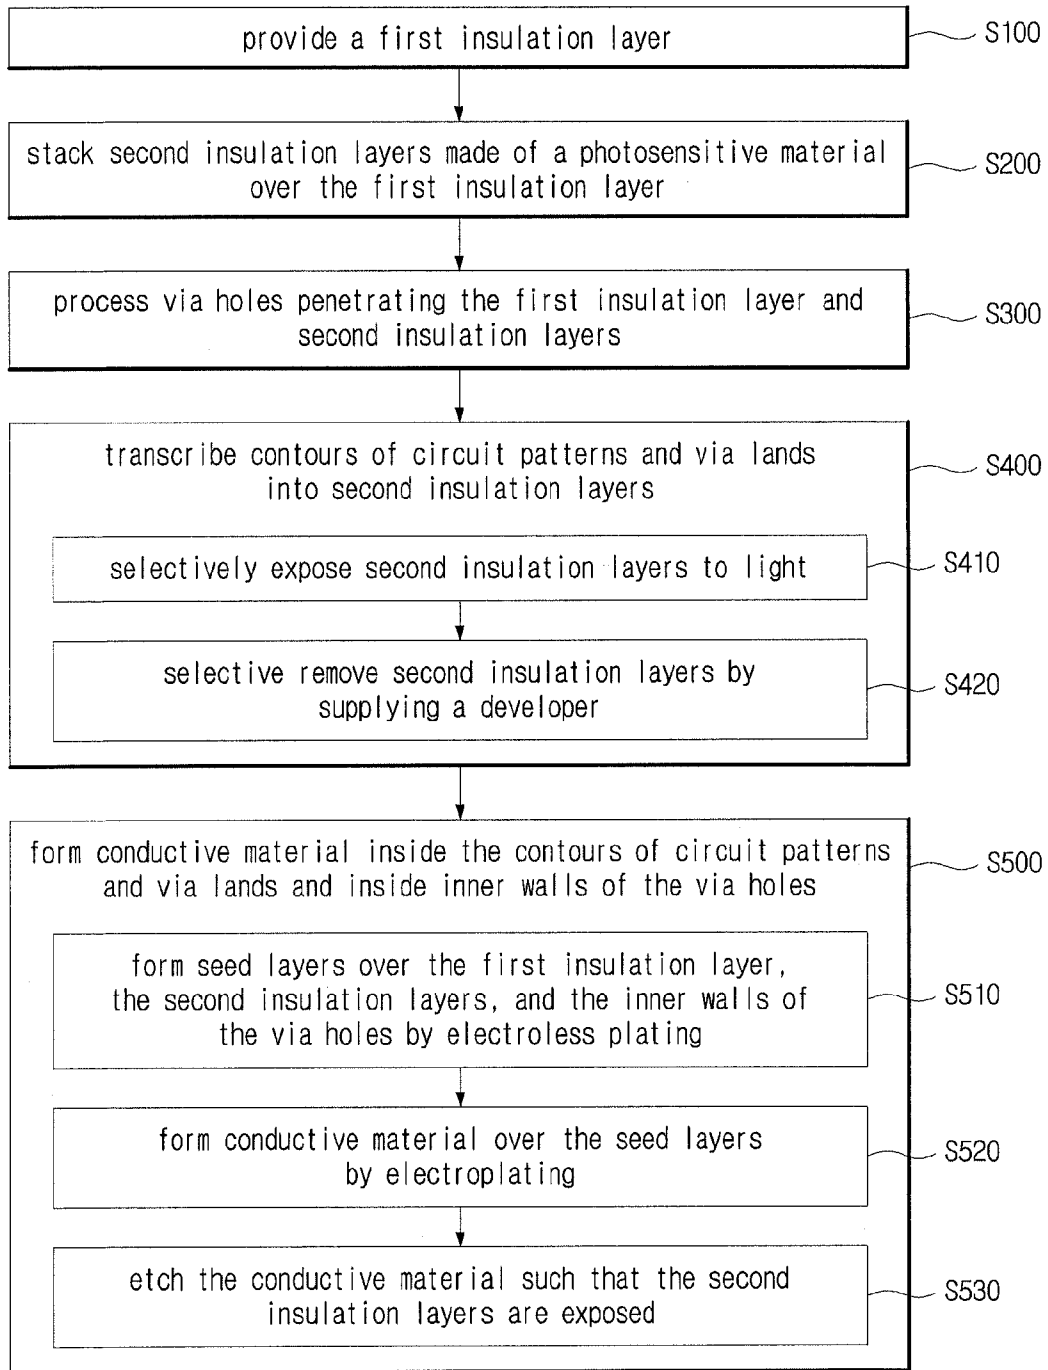 provide a first insulation layer
S100
stack second insulation layers made of a photosensitive material
over the first insulation layer
S200
process via holes penetrating the first insulation layer and
second insulation layers
S300
transcribe contours of circuit patterns and via lands
into second insulation layers
S400
selectively expose second insulation layers to light
S410
selective remove second insulation layers by
supplying a developer
S420
form conductive material inside the contours of circuit patterns
and via lands and inside inner walls of the via holes
S500
form seed layers over the first insulation layer,
the second insulation layers, and the inner walls of
the via holes by electroless plating
S510
form conductive material over the seed layers
by electroplating
S520
etch the conductive material such that the second
insulation layers are exposed
S530